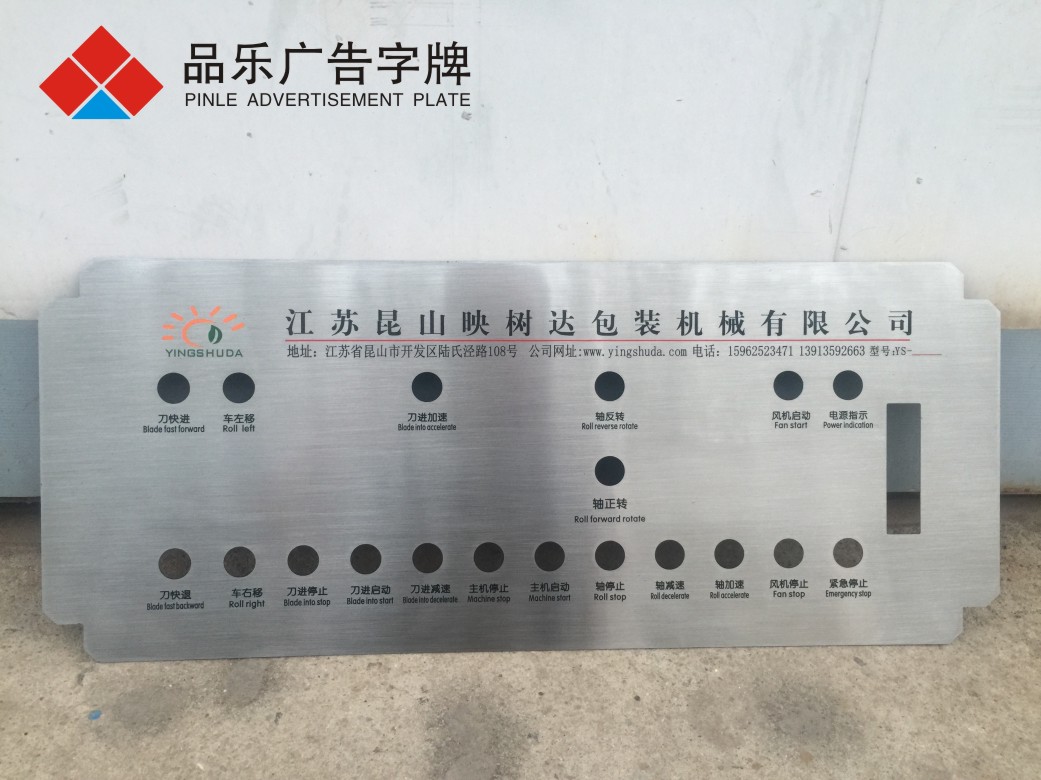 品乐广告字牌
PINLE ADVERTISEMENT PLATE
YINGSHUDA
江苏昆山映树达包装机械有限公司
地址：江苏省昆山市开发区陆氏泾路108号 公司网址:www.yingshuda.com 电话：15962523471 13913592663 型号:YS-_____
刀快进 车左移 刀进加速 轴反转 风机启动 电源指示
Blade fast forward Roll left Blade into accelerate Roll reverse rotate Fan start Power indication
轴正转
Roll forward rotate
刀快退 车右移 刀进停止 刀进启动 刀进减速 主机停止 主机启动 轴停止 轴减速 轴加速 风机停止 紧急停止
Blade fast backward Roll right Blade into stop Blade into start Blade into decelerate Machine stop Machine start Roll stop Roll decelerate Roll accelerate Fan stop Emergency stop